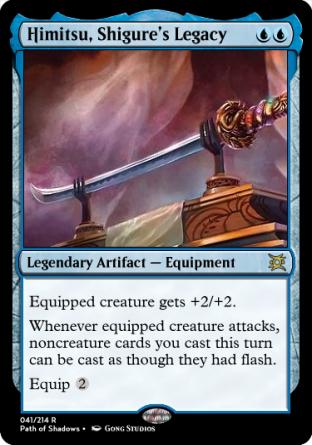 Himitsu, Shigure's Legacy
Legendary Artifact — Equipment
Equipped creature gets +2/+2.
Whenever equipped creature attacks,
noncreature cards you cast this turn
can be cast as though they had flash.
Equip 2
041/214 R
Path of Shadows • Gong Studios